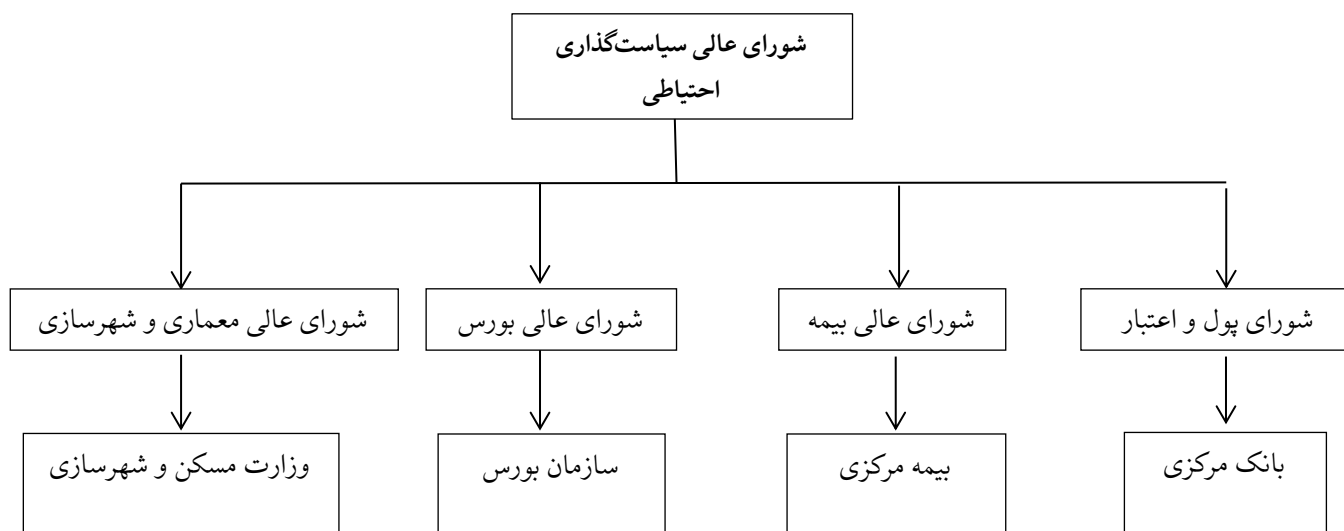 شورای عالی سیاست‌گذاری
احتیاطی
شورای پول و اعتبار
شورای عالی بیمه
شورای عالی بورس
شورای عالی معماری و شهرسازی
بانک مرکزی
بیمه مرکزی
سازمان بورس
وزارت مسکن و شهرسازی